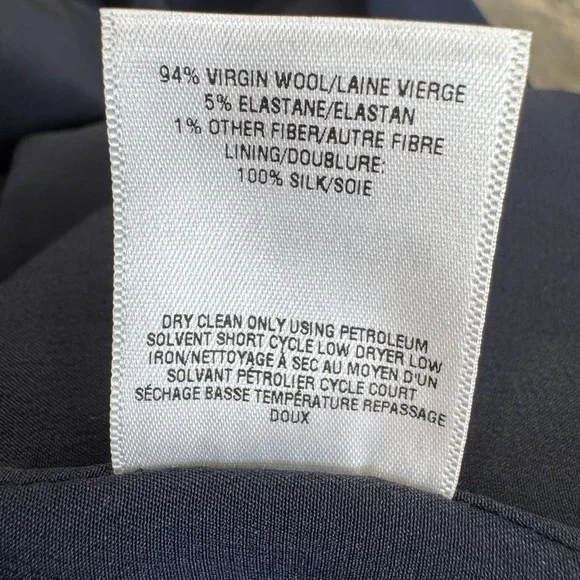 94% VIRGIN WOOL/LAINE VIERGE
5% ELASTANE/ELASTAN
1% OTHER FIBER/AUTRE FIBRE
LINING/DOUBLURE:
100% SILK/SOIE
DRY CLEAN ONLY USING PETROLEUM
SOLVENT SHORT CYCLE LOW DRYER LOW
IRON/NETTOYAGE À SEC AU MOYEN D'UN
SOLVANT PÉTROLIER CYCLE COURT
SÉCHAGE BASSE TEMPÉRATURE REPASSAGE
DOUX